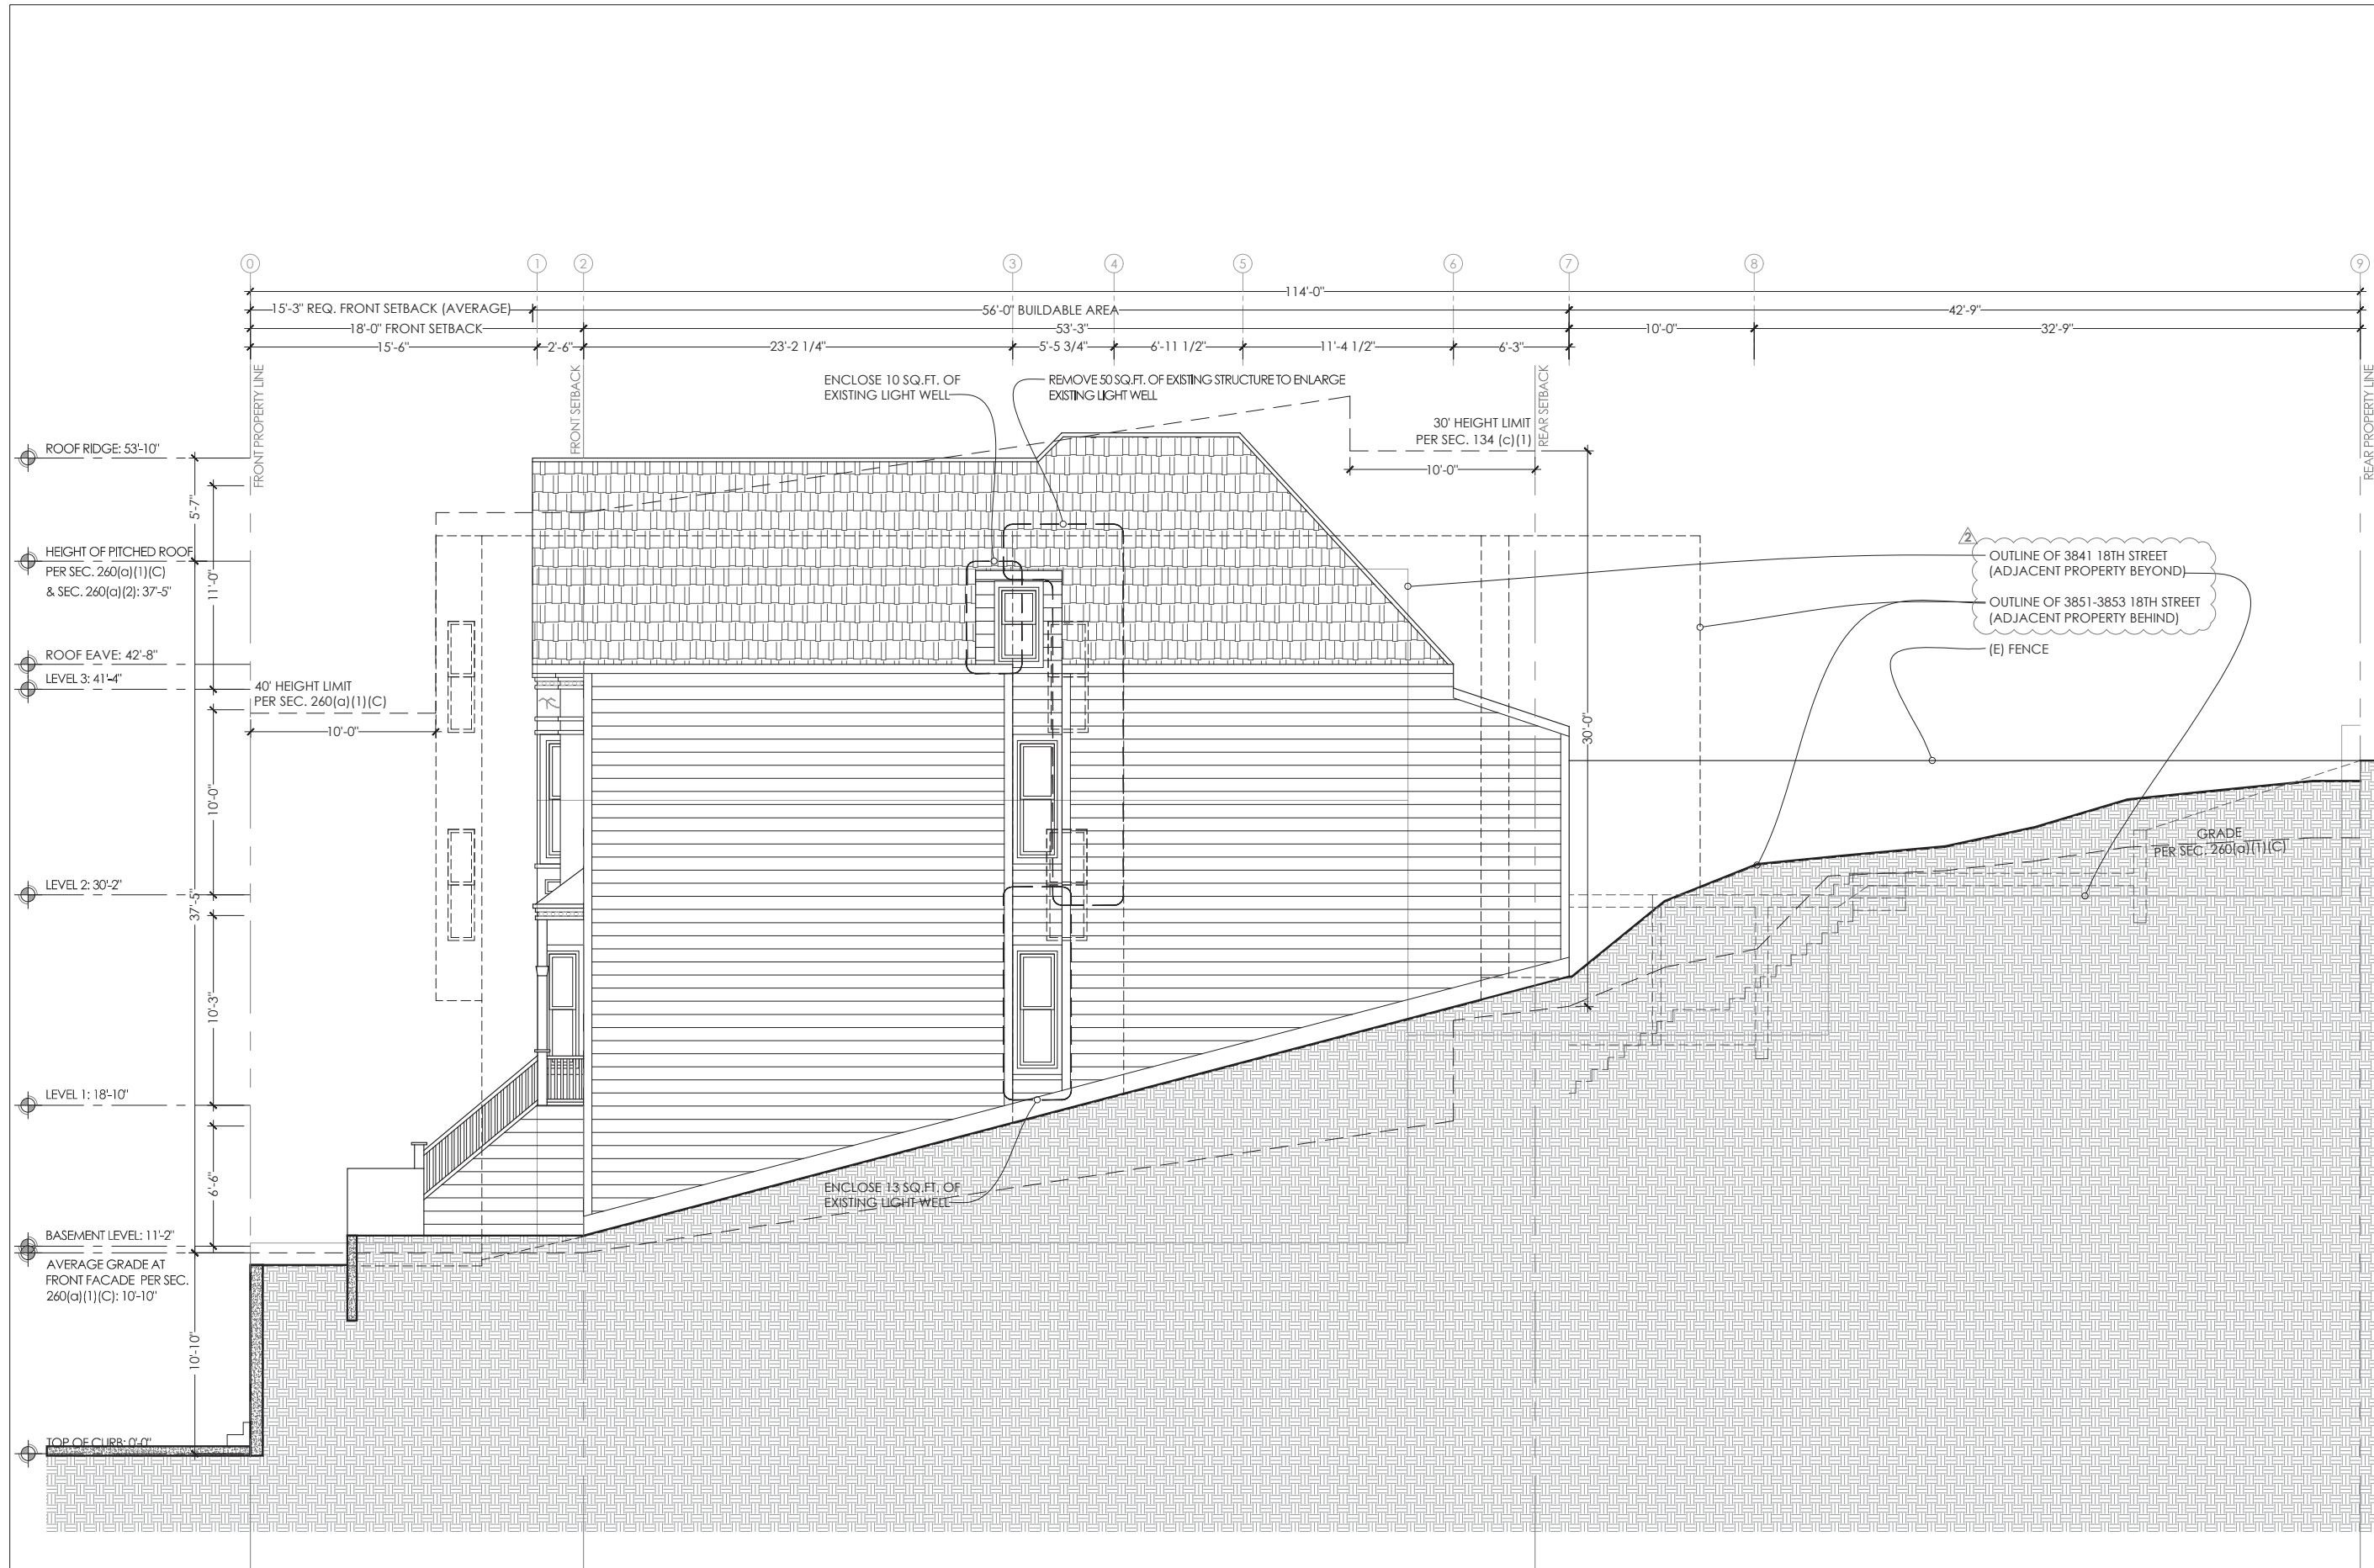 0
1
2
3
4
5
6
7
8
9
114'-0"
15'-3" REQ. FRONT SETBACK (AVERAGE)
56'-0" BUILDABLE AREA
42'-9"
18'-0" FRONT SETBACK
53'-3"
10'-0"
32'-9"
15'-6"
2'-6"
23'-2 1/4"
5'-5 3/4"
6'-11 1/2"
11'-4 1/2"
6'-3"
FRONT PROPERTY LINE
FRONT SETBACK
REAR SETBACK
REAR PROPERTY LINE
ENCLOSE 10 SQ.FT. OF
EXISTING LIGHT WELL
REMOVE 50 SQ.FT. OF EXISTING STRUCTURE TO ENLARGE
EXISTING LIGHT WELL
30' HEIGHT LIMIT
PER SEC. 134 (c)(1)
10'-0"
ROOF RIDGE: 53'-10"
5'-7"
HEIGHT OF PITCHED ROOF
PER SEC. 260(a)(1)(C)
& SEC. 260(a)(2): 37'-5"
11'-0"
2
OUTLINE OF 3841 18TH STREET
(ADJACENT PROPERTY BEYOND)
OUTLINE OF 3851-3853 18TH STREET
(ADJACENT PROPERTY BEHIND)
(E) FENCE
ROOF EAVE: 42'-8"
LEVEL 3: 41'-4"
40' HEIGHT LIMIT
PER SEC. 260(a)(1)(C)
10'-0"
30'-0"
10'-0"
GRADE
PER SEC. 260(a)(1)(C)
LEVEL 2: 30'-2"
37'-5"
10'-3"
LEVEL 1: 18'-10"
6'-6"
ENCLOSE 13 SQ.FT. OF
EXISTING LIGHT WELL
BASEMENT LEVEL: 11'-2"
AVERAGE GRADE AT
FRONT FACADE PER SEC.
260(a)(1)(C): 10'-10"
10'-10"
TOP OF CURB: 0'-0"